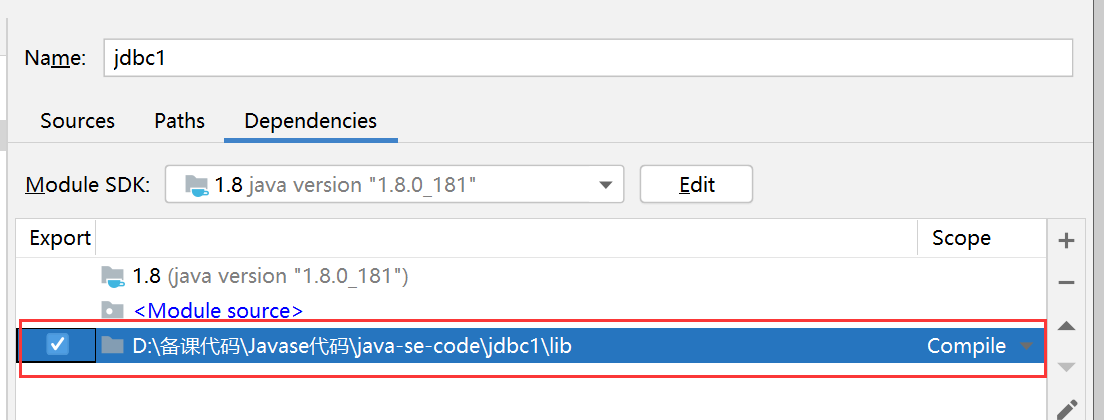 Name: jdbc1
Sources Paths Dependencies
Module SDK: 1.8 java version "1.8.0_181" Edit
Export Scope
1.8 (java version "1.8.0_181")
<Module source>
D:\备课代码\Javase代码\java-se-code\jdbc1\lib Compile